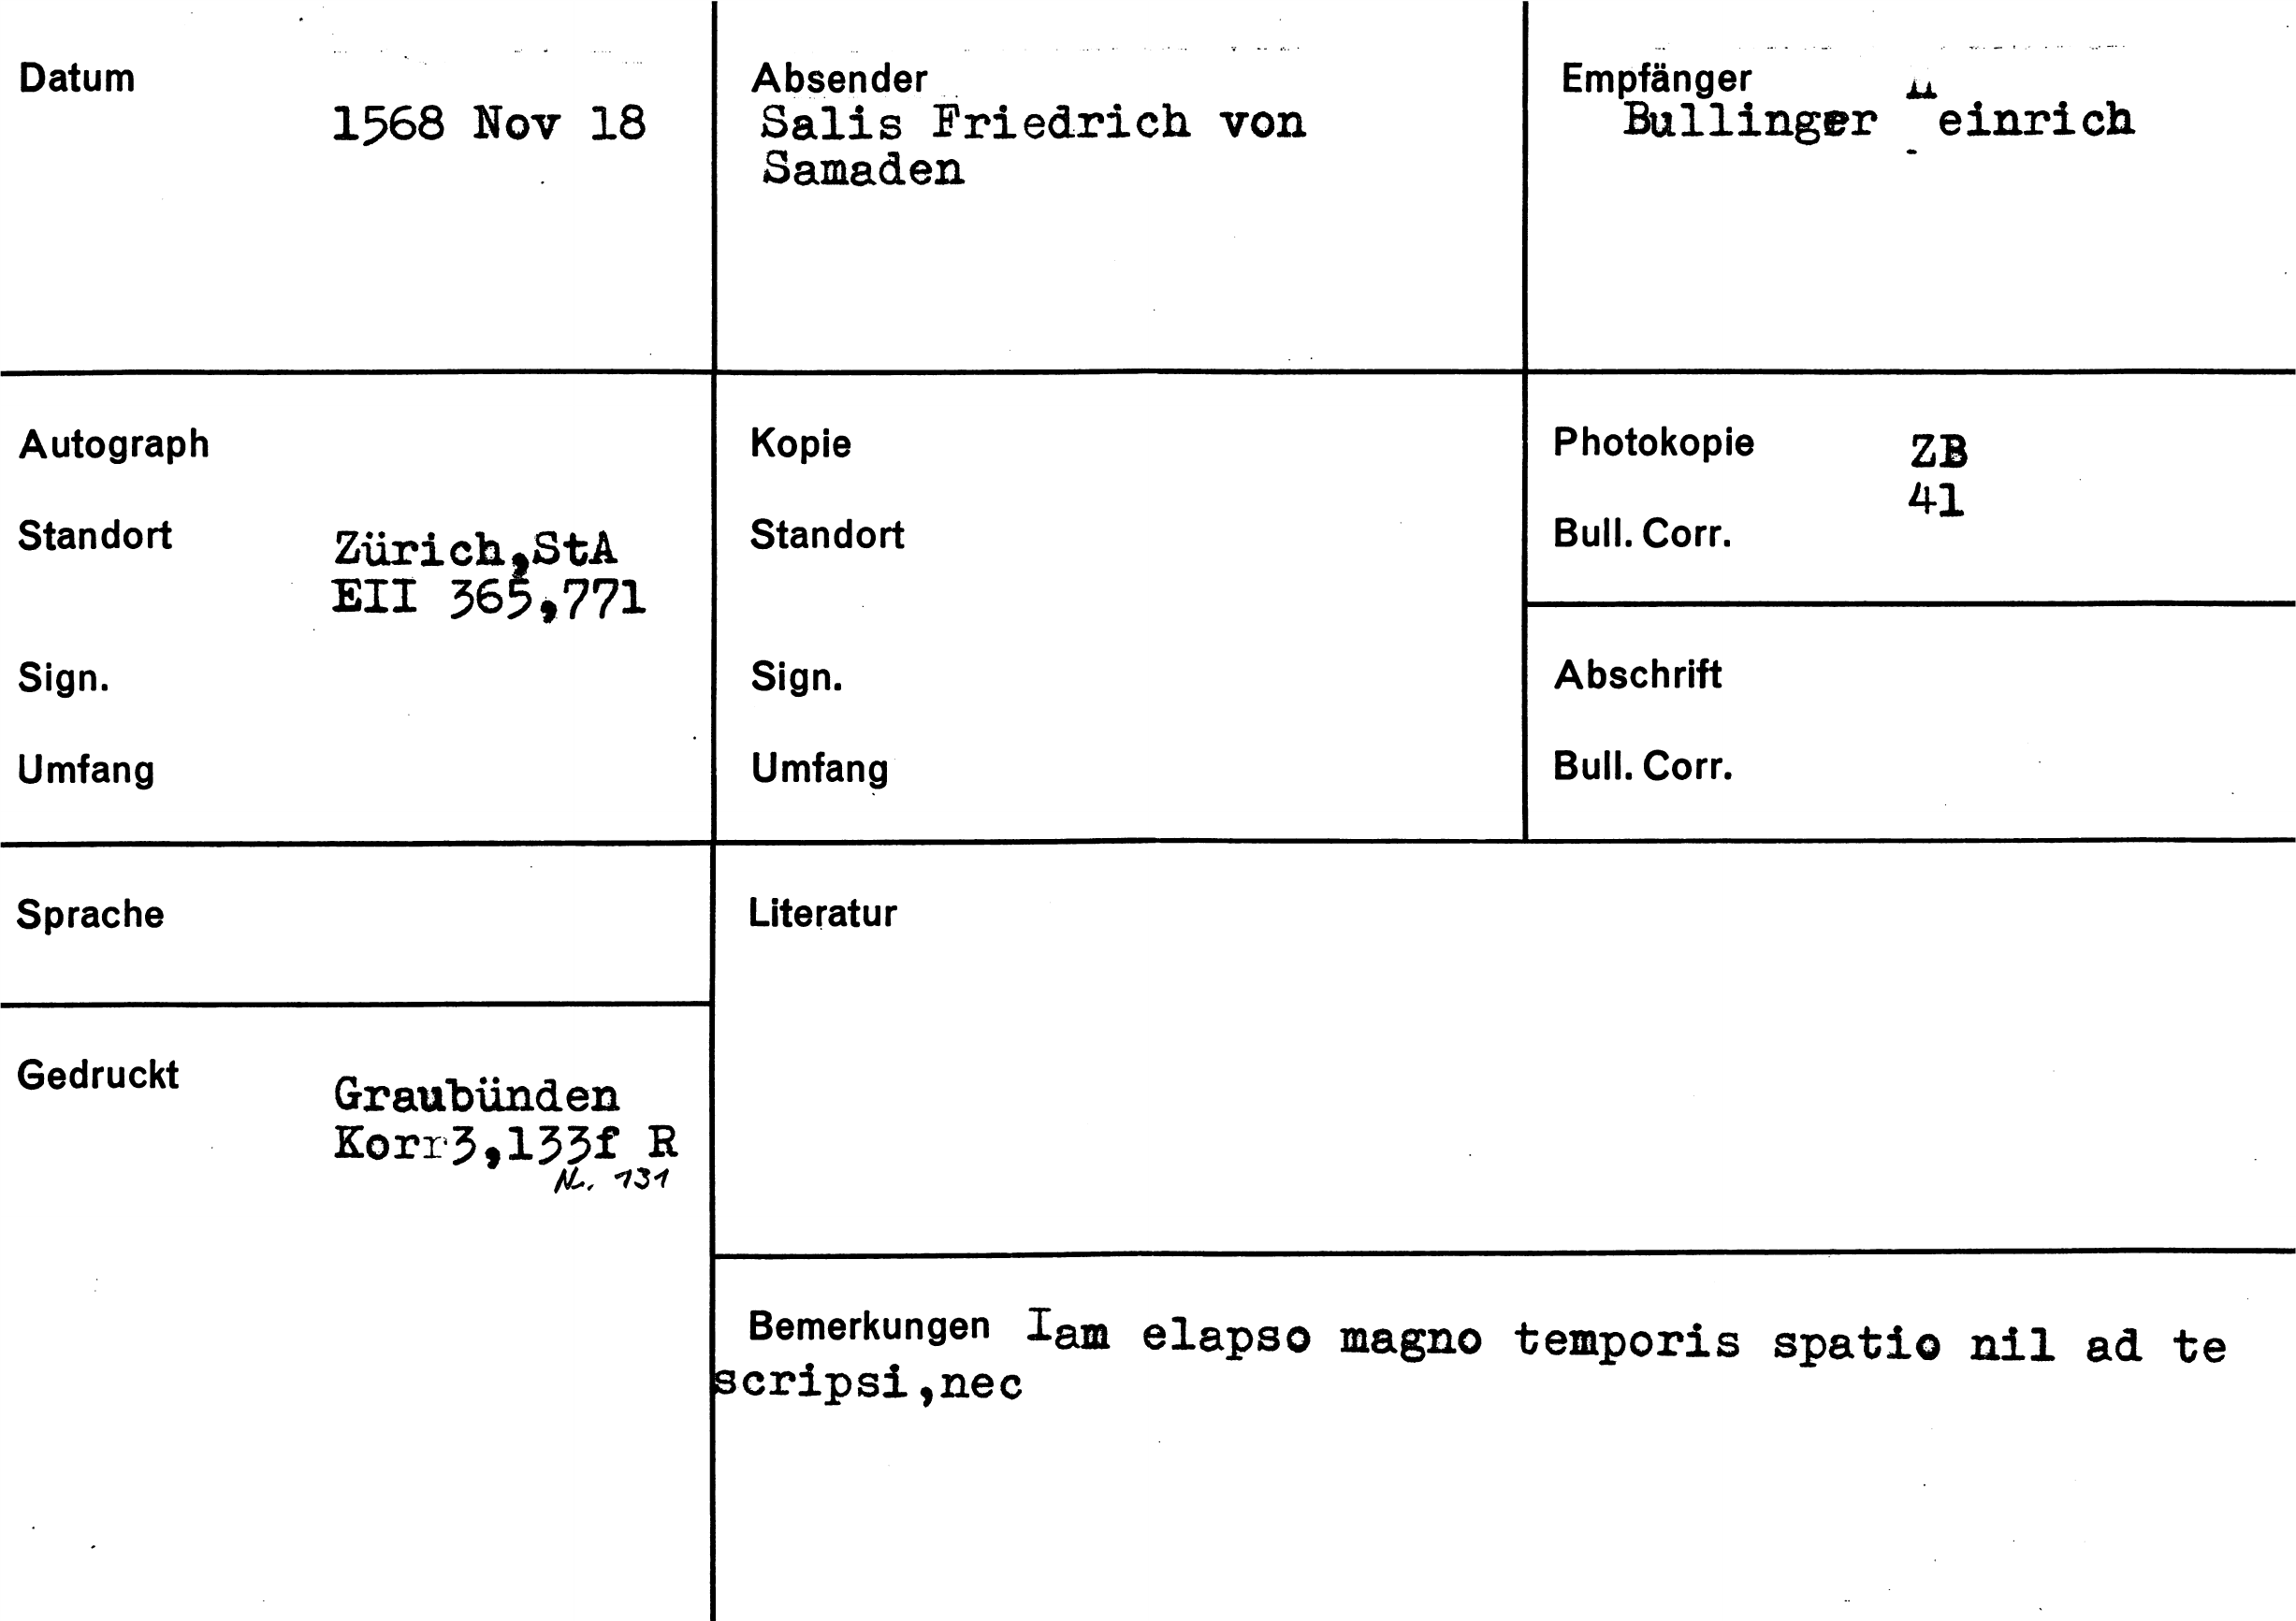 Datum
1568 Nov 18
Absender
Salis Friedrich von
Samaden
Empfänger
Bullinger Heinrich
Autograph
Standort
Zürich,StA
EII 365,771
Sign.
Umfang
Kopie
Standort
Sign.
Umfang
Photokopie ZB
41
Bull. Corr.
Abschrift
Bull. Corr.
Sprache
Gedruckt
Graubünden
Korr3,133f R
Nr. 131
Literatur
Bemerkungen Iam elapso magno temporis spatio nil ad te
scripsi,nec